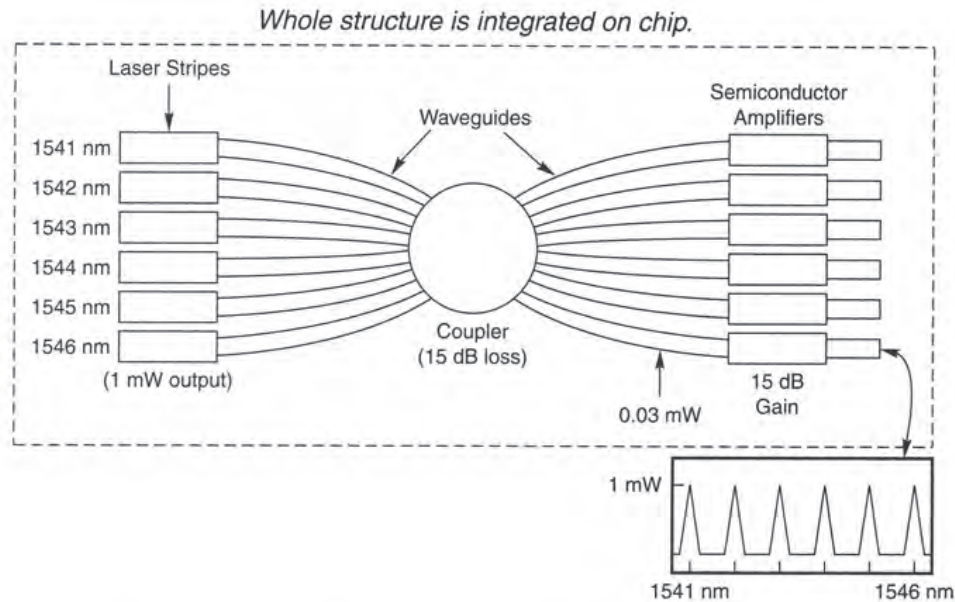 Whole structure is integrated on chip.
Laser Stripes
Semiconductor
Amplifiers
Waveguides
1541 nm
1542 nm
1543 nm
1544 nm
1545 nm
1546 nm
(1 mW output)
Coupler
(15 dB loss)
15 dB
Gain
0.03 mW
1 mW
1541 nm
1546 nm